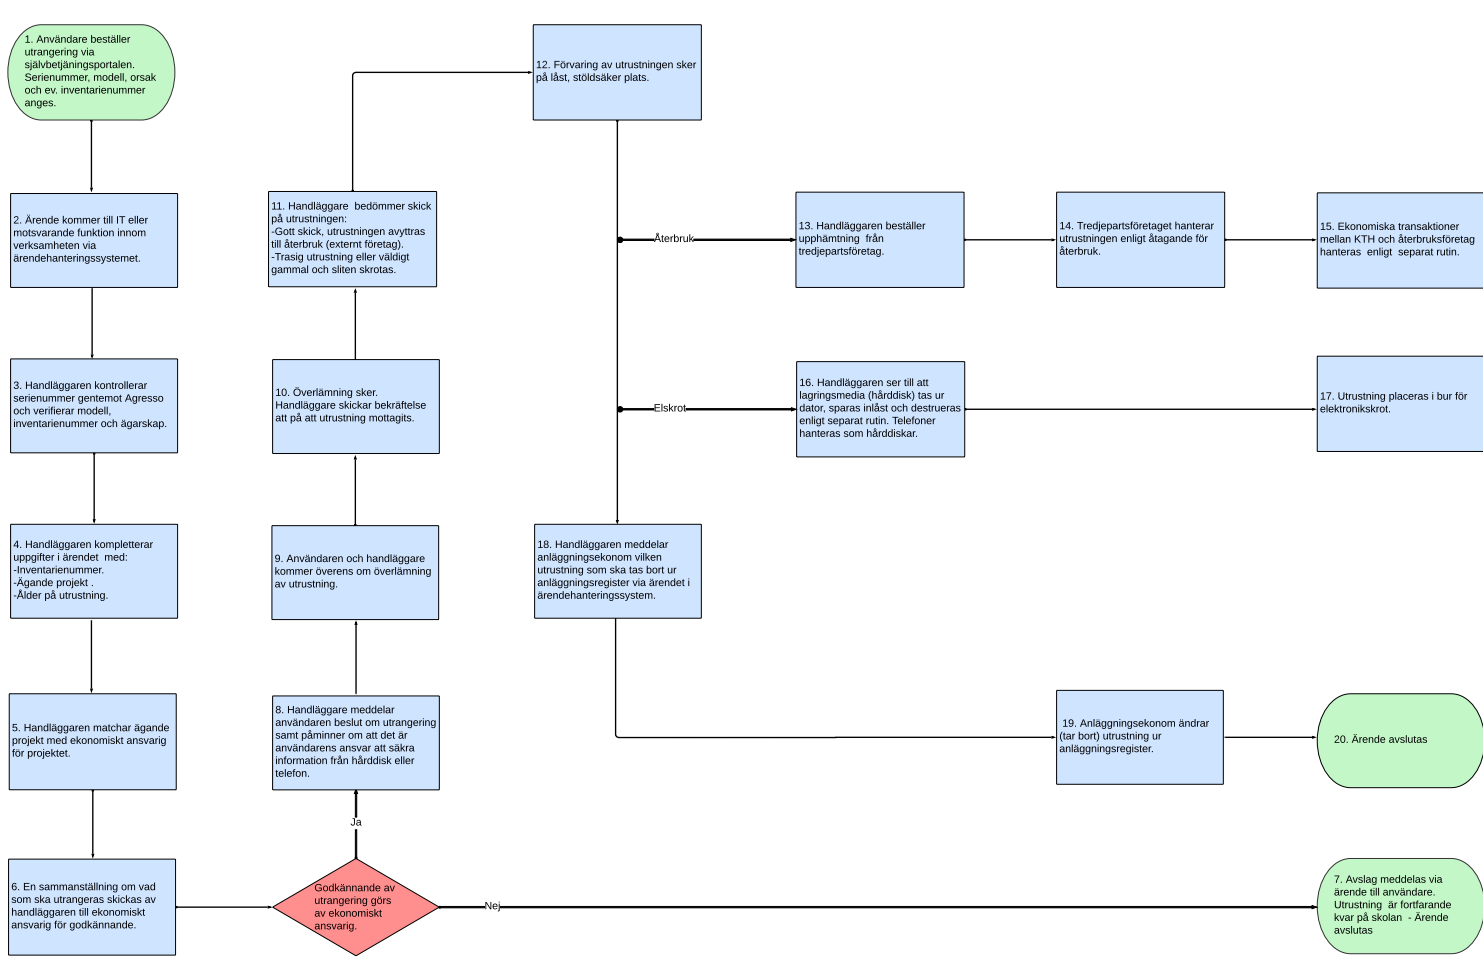 1. Användare beställer
utrangering via
självbetjäningsportalen.
Serienummer, modell, orsak
och ev. inventarienummer
anges.
2. Ärende kommer till IT eller
motsvarande funktion innom
verksamheten via
ärendehanteringssystemet.
3. Handläggaren kontrollerar
serienummer gentemot Agresso
och verifierar modell,
inventarienummer och ägarskap.
4. Handläggaren kompletterar
uppgifter i ärendet  med:
-Inventarienummer.
-Ägande projekt .
-Ålder på utrustning.
5. Handläggaren matchar ägande
projekt med ekonomiskt ansvarig
för projektet.
6. En sammanställning om vad
som ska utrangeras skickas av
handläggaren till ekonomiskt
ansvarig för godkännande.
Godkännande av
utrangering görs
av ekonomiskt
ansvarig.
Nej
7. Avslag meddelas via
ärende till användare.
Utrustning  är fortfarande
kvar på skolan  - Ärende
avslutas
Ja
8. Handläggare meddelar
användaren beslut om utrangering
samt påminner om att det är
användarens ansvar att säkra
information från hårddisk eller
telefon.
9. Användaren och handläggare
kommer överens om överlämning
av utrustning.
10. Överlämning sker.
Handläggare skickar bekräftelse
att på att utrustning mottagits.
11. Handläggare  bedömmer skick
på utrustningen:
-Gott skick, utrustningen avyttras
till återbruk (externt företag).
-Trasig utrustning eller väldigt
gammal och sliten skrotas.
12. Förvaring av utrustningen sker
på låst, stöldsäker plats.
Återbruk
13. Handläggaren beställer
upphämtning  från
tredjepartsföretag.
14. Tredjepartsföretaget hanterar
utrustningen enligt åtagande för
återbruk.
15. Ekonomiska transaktioner
mellan KTH och återbruksföretag
hanteras  enligt  separat rutin.
Elskrot
16. Handläggaren ser till att
lagringsmedia (hårddisk) tas ur
dator, sparas inlåst och destrueras
enligt separat rutin. Telefoner
hanteras som hårddiskar.
17. Utrustning placeras i bur för
elektronikskrot.
18. Handläggaren meddelar
anläggningsekonom vilken
utrustning som ska tas bort ur
anläggningsregister via ärendet i
ärendehanteringssystem.
19. Anläggningsekonom ändrar
(tar bort) utrustning ur
anläggningsregister.
20. Ärende avslutas